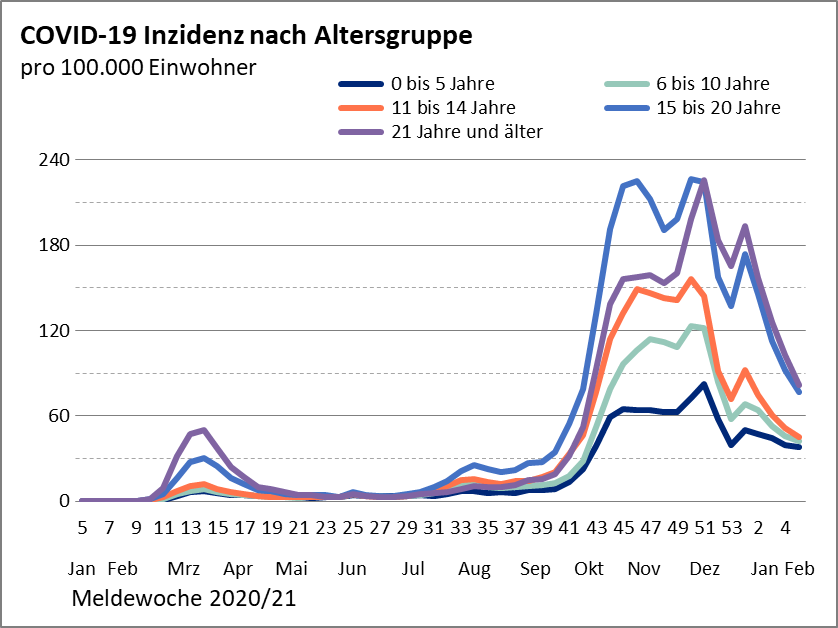 COVID-19 Inzidenz nach Altersgruppe
pro 100.000 Einwohner
0 bis 5 Jahre 6 bis 10 Jahre
11 bis 14 Jahre 15 bis 20 Jahre
21 Jahre und älter
240
180
120
60
0
5 7 9 11 13 15 17 19 21 23 25 27 29 31 33 35 37 39 41 43 45 47 49 51 53 2 4
Jan Feb Mrz Apr Mai Jun Jul Aug Sep Okt Nov Dez Jan Feb
Meldewoche 2020/21